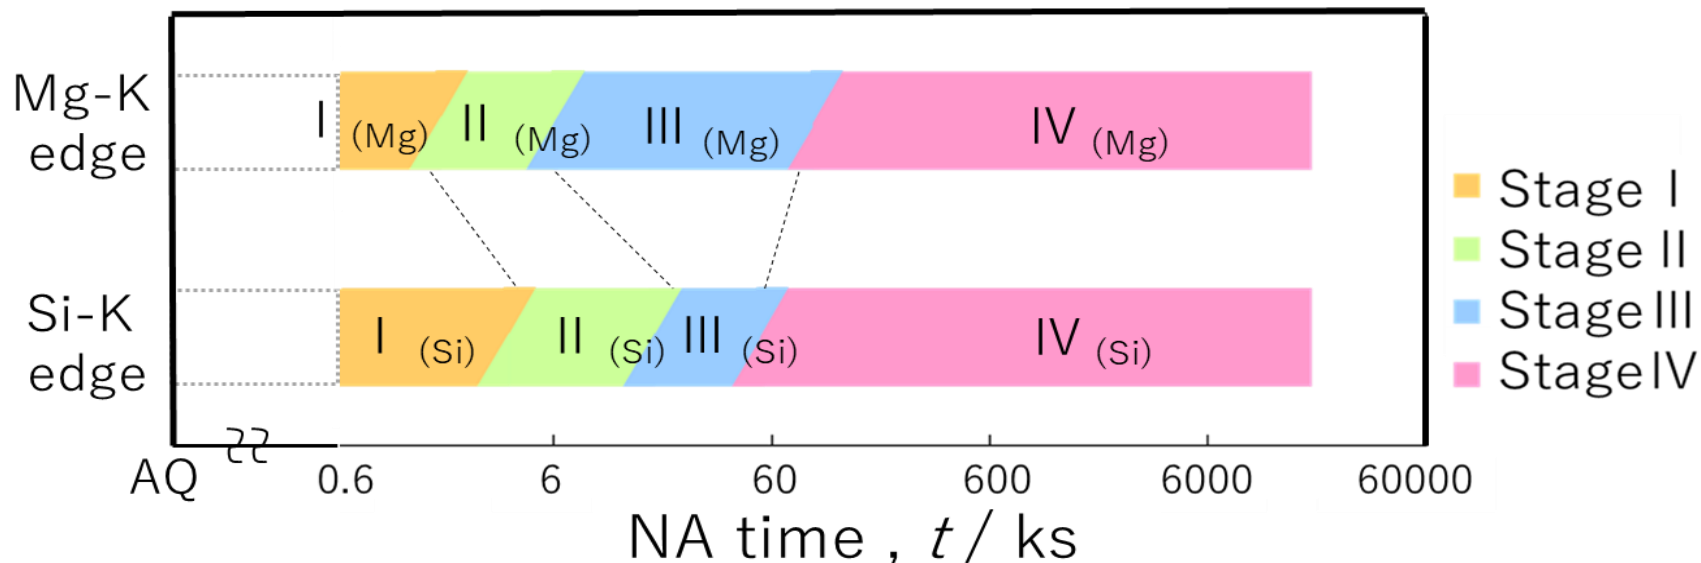 Mg-K
edge
I (Mg) II (Mg) III (Mg) IV (Mg)
Stage I
Stage II
Stage III
Stage IV
Si-K
edge
I (Si) II (Si) III (Si) IV (Si)
AQ 0.6 6 60 600 6000 60000
NA time , t / ks